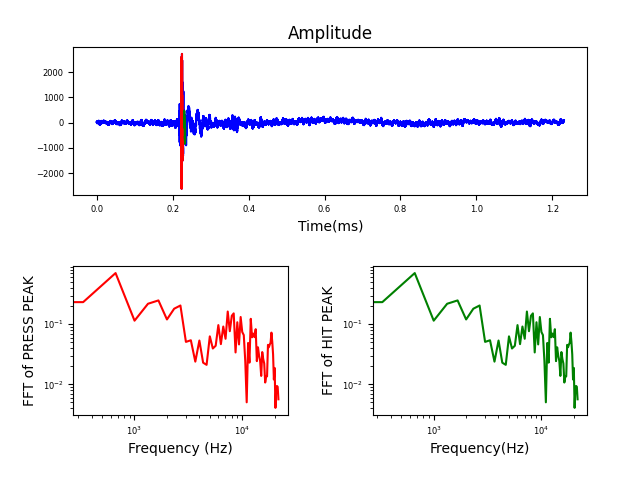 Amplitude
2000
1000
0
−1000
−2000
0.0 0.2 0.4 0.6 0.8 1.0 1.2
Time(ms)
FFT of PRESS PEAK
10⁻¹
10⁻²
10³ 10⁴
Frequency (Hz)
FFT of HIT PEAK
10⁻¹
10⁻²
10³ 10⁴
Frequency(Hz)